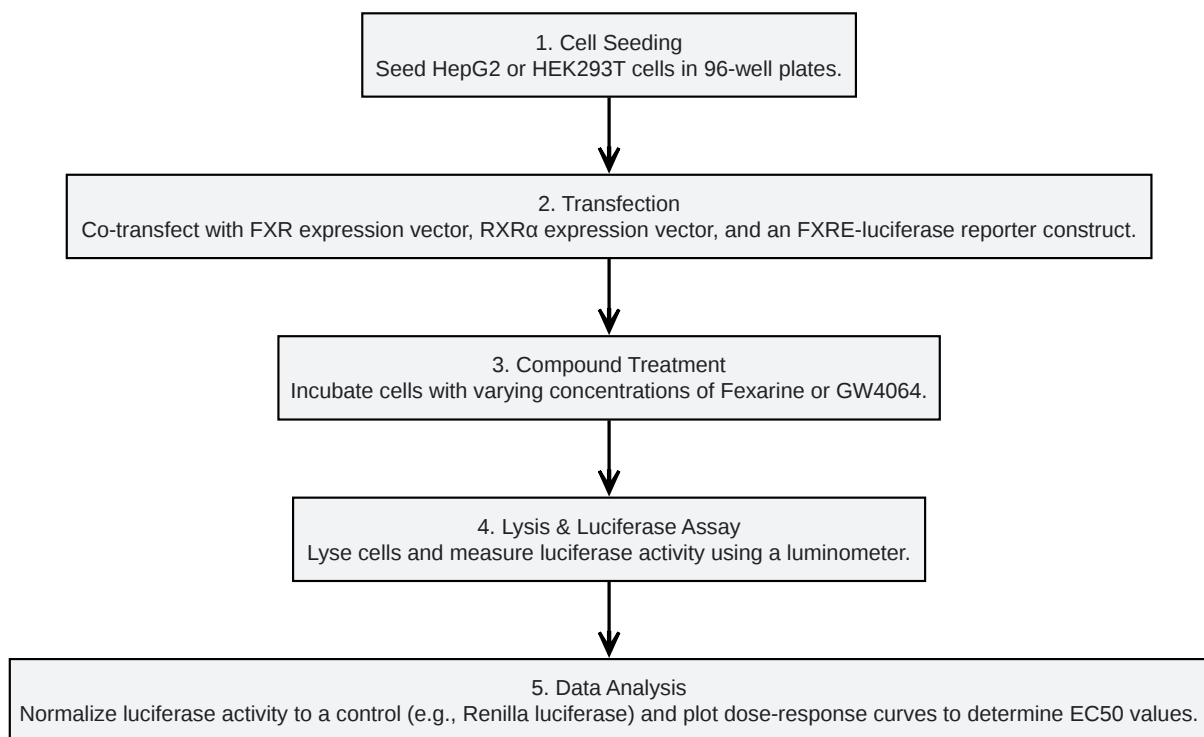 1. Cell Seeding
Seed HepG2 or HEK293T cells in 96-well plates.
2. Transfection
Co-transfect with FXR expression vector, RXRα expression vector, and an FXRE-luciferase reporter construct.
3. Compound Treatment
Incubate cells with varying concentrations of Fexarine or GW4064.
4. Lysis & Luciferase Assay
Lyse cells and measure luciferase activity using a luminometer.
5. Data Analysis
Normalize luciferase activity to a control (e.g., Renilla luciferase) and plot dose-response curves to determine EC50 values.